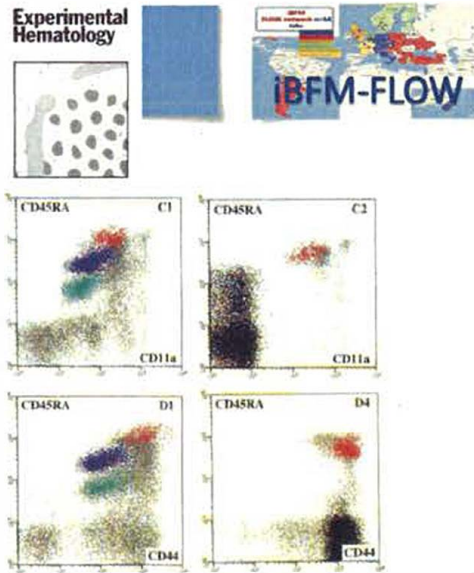 Experimental
Hematology
iBFM-FLOW
CD45RA C1
CD11a
CD45RA C2
CD11a
CD45RA D1
CD44
CD45RA D4
CD44